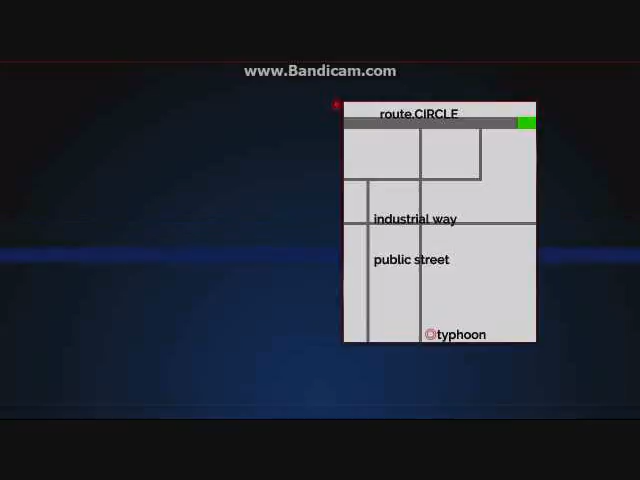 www.Bandicam.com
route.CIRCLE
industrial way
public street
typhoon